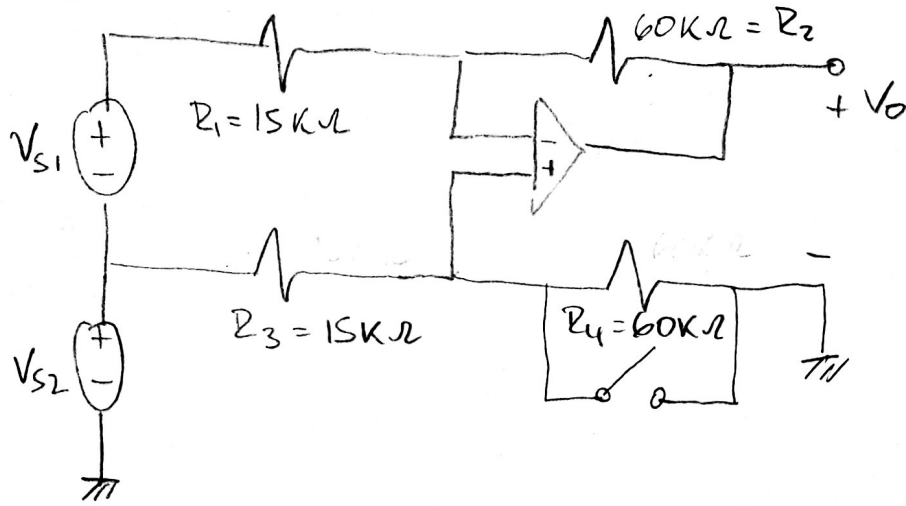 60KΩ = R2
R1 = 15KΩ
+ Vo
+
VS1
-
-
+
-
R3 = 15KΩ
R4 = 60KΩ
+
VS2
-